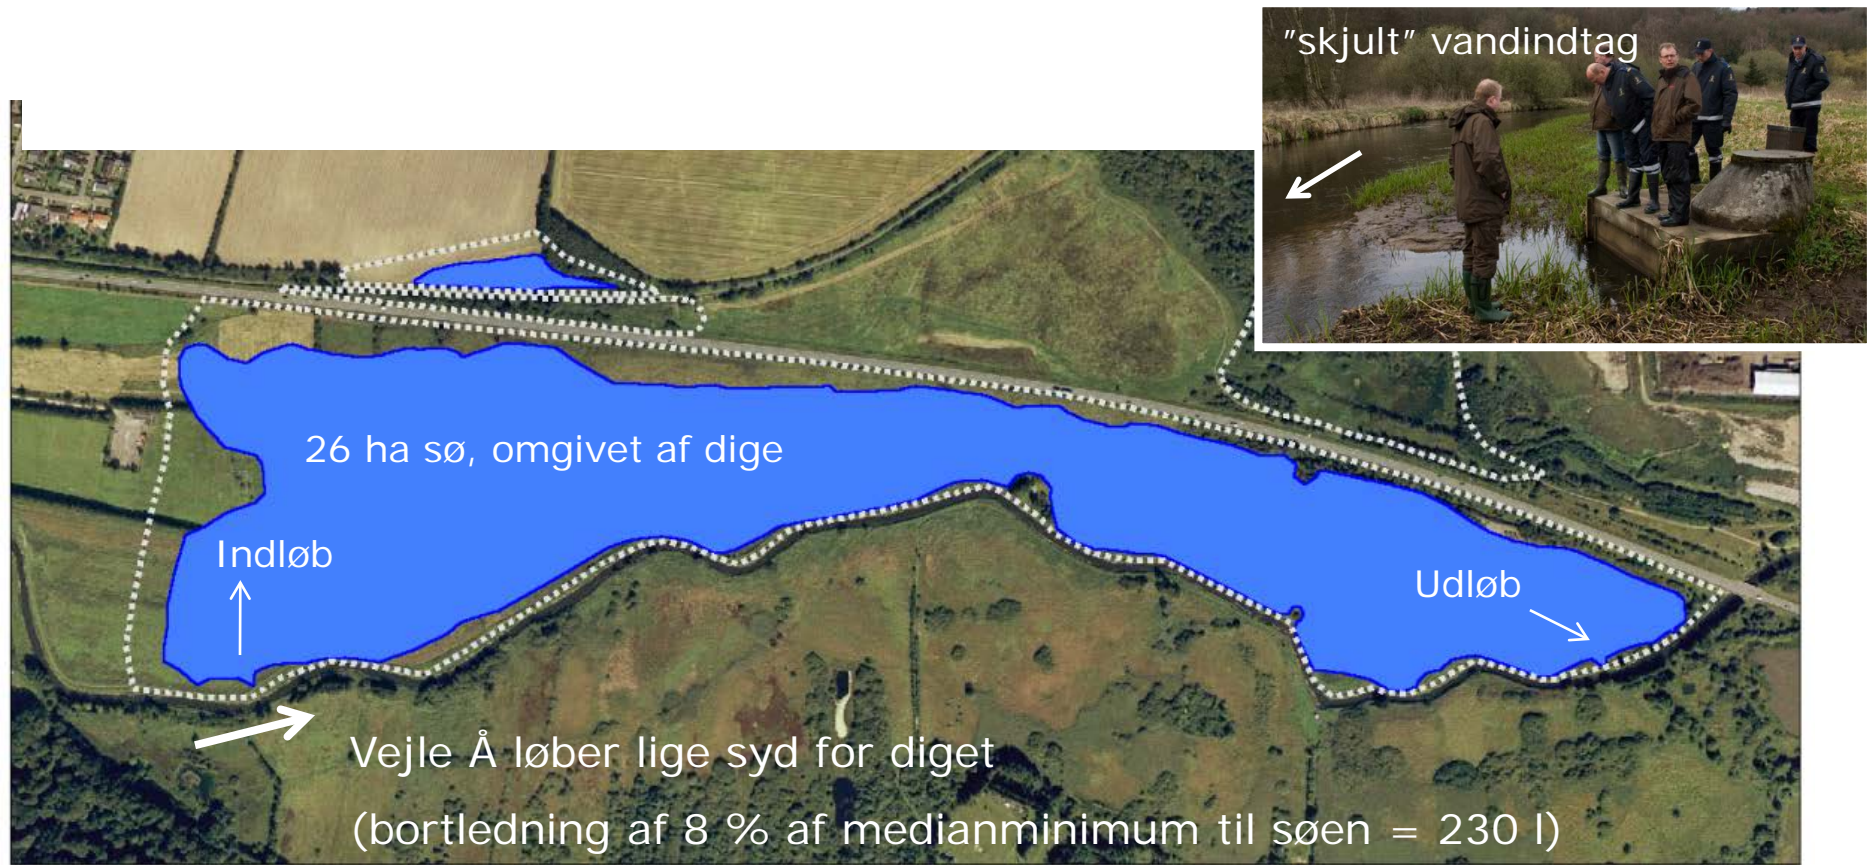 "skjult" vandindtag
26 ha sø, omgivet af dige
Indløb
Udløb
Vejle Å løber lige syd for diget
(bortledning af 8 % af medianminimum til søen = 230 l)